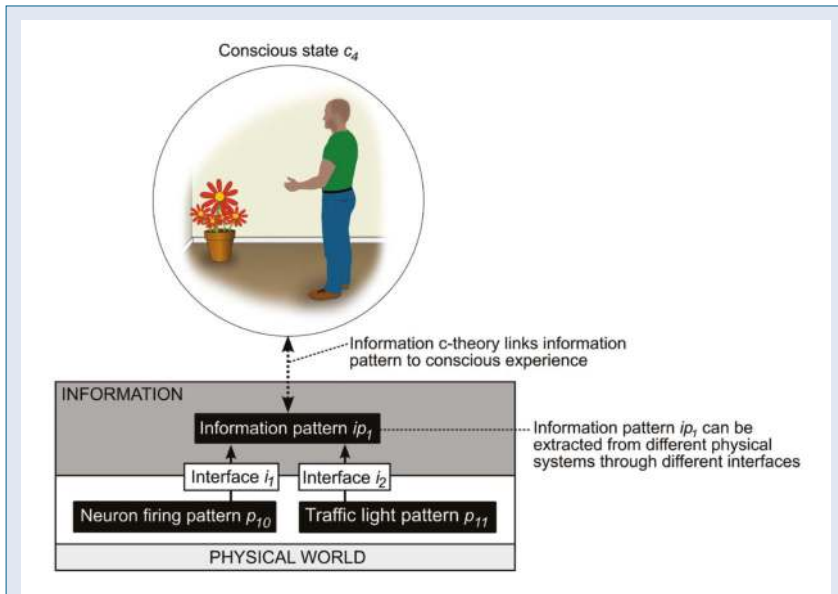 Conscious state c4
Information c-theory links information
pattern to conscious experience
INFORMATION
Information pattern ip1
Information pattern ip1 can be
extracted from different physical
systems through different interfaces
Interface i1
Interface i2
Neuron firing pattern p10
Traffic light pattern p11
PHYSICAL WORLD